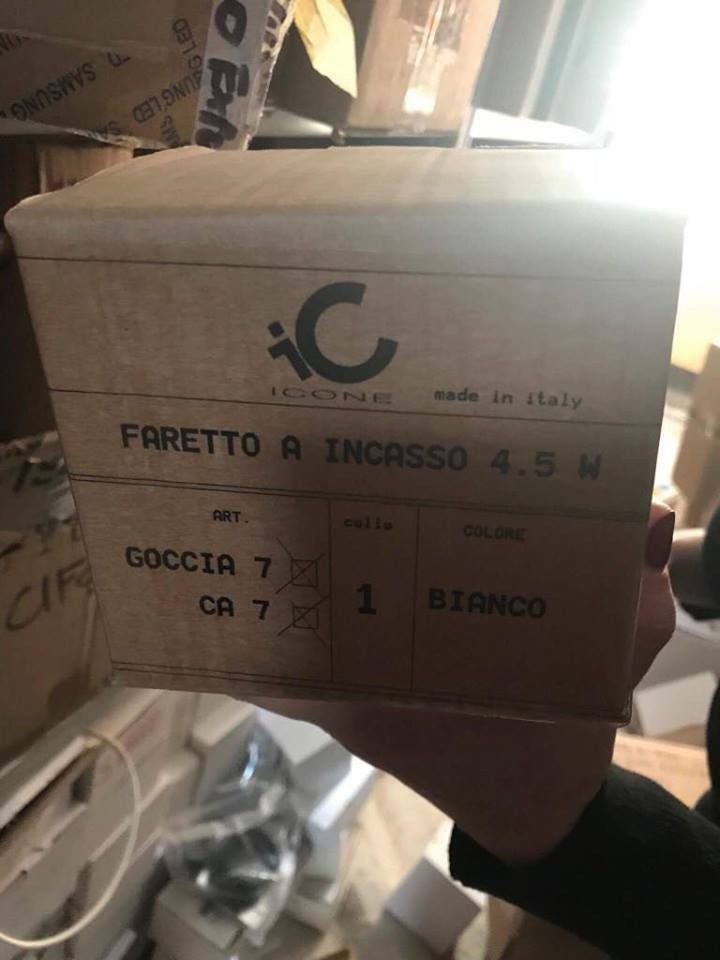 SAMSUNG LED
iC
ICONE made in italy
FARETTO A INCASSO 4.5 W
ART. collo COLORE
GOCCIA 7
CA 7 1 BIANCO